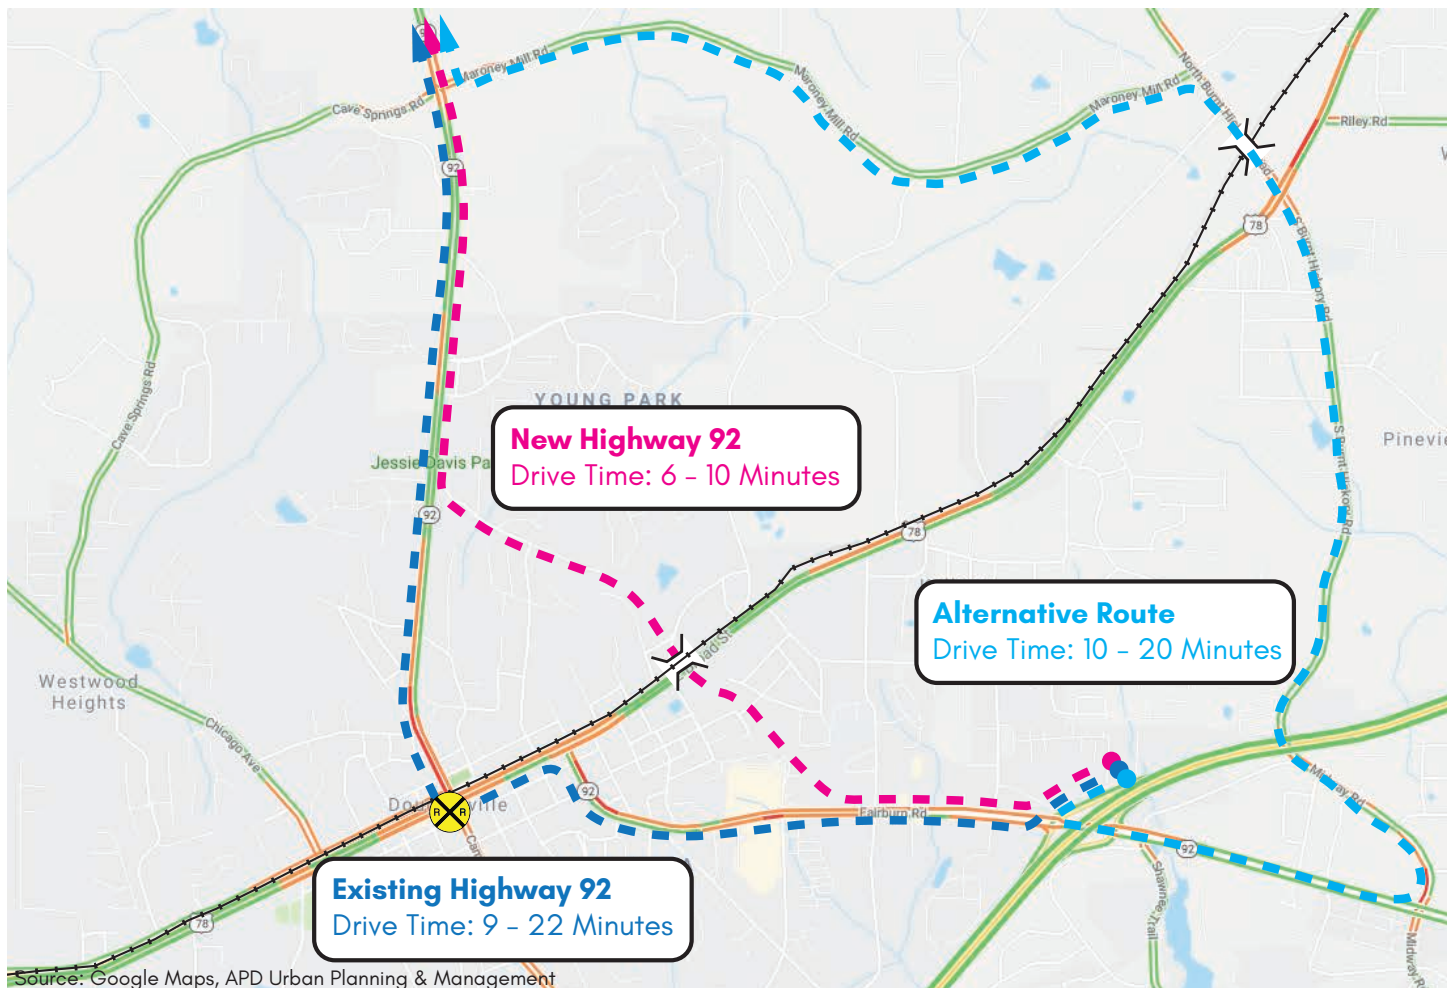 92
Maroney Mill Rd
Cave Springs Rd
Maroney Mill Rd
Maroney Mill Rd
Riley Rd
92
78
S Burnt Hickory Rd
YOUNG PARK
New Highway 92
Drive Time: 6 - 10 Minutes
Cave Springs Rd
Jessie Davis Pa
92
78
S Burnt Hickory Rd
Pinevie
Alternative Route
Drive Time: 10 - 20 Minutes
Westwood
Heights
Chicago Ave
92
Fairburn Rd
Midway Rd
R R
92
Shawnee Trail
Existing Highway 92
Drive Time: 9 - 22 Minutes
78
Midway Rd
Source: Google Maps, APD Urban Planning & Management